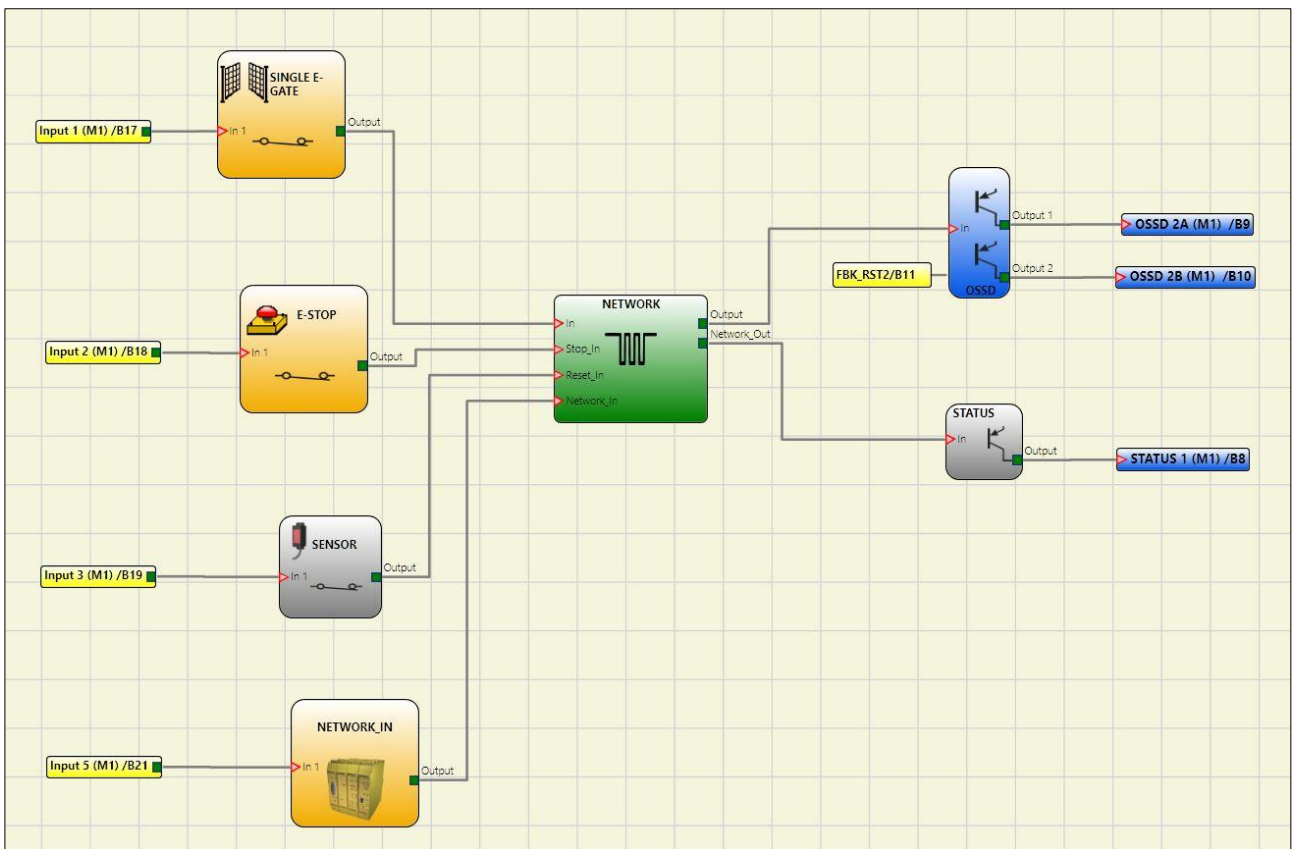 SINGLE E-
GATE
Input 1 (M1) /B17
In 1
Output
E-STOP
Input 2 (M1) /B18
In 1
Output
SENSOR
Input 3 (M1) /B19
In 1
Output
NETWORK_IN
Input 5 (M1) /B21
In 1
Output
NETWORK
In
Stop_In
Reset_In
Network_In
Output
Network_Out
FBK_RST2/B11
In
Output 1
Output 2
OSSD
OSSD 2A (M1) /B9
OSSD 2B (M1) /B10
STATUS
In
Output
STATUS 1 (M1) /B8